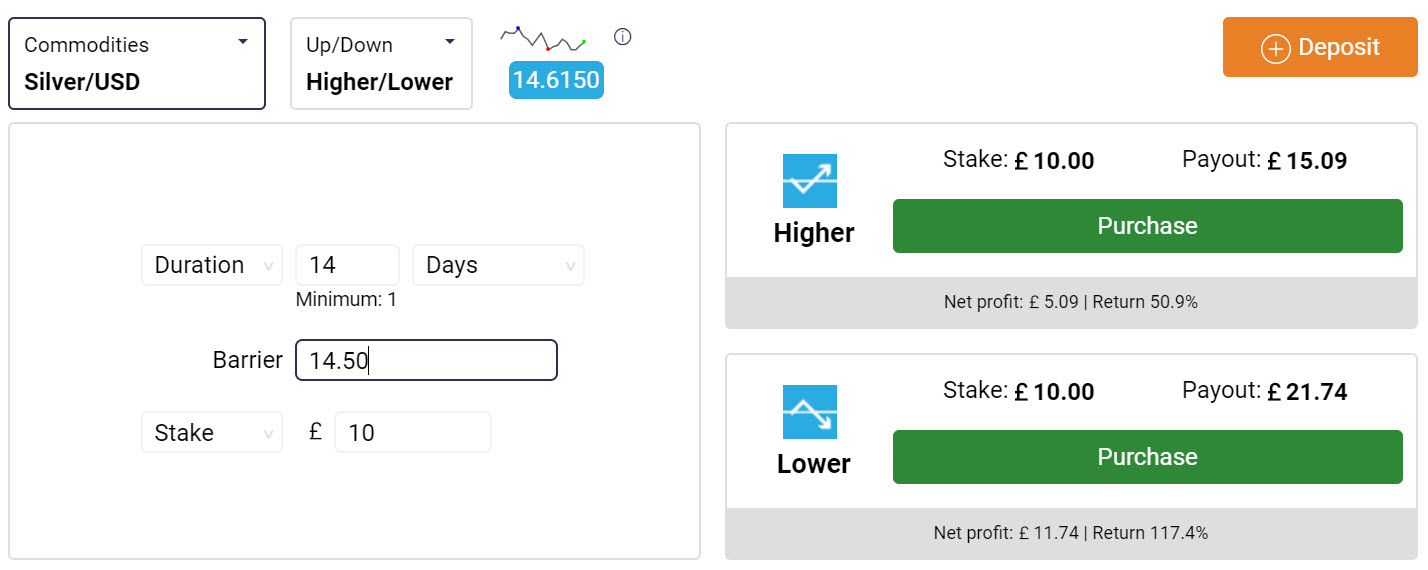 Commodities
Silver/USD
Up/Down
Higher/Lower
14.6150
Deposit
Duration 14 Days
Minimum: 1
Barrier 14.50
Stake £ 10
Stake: £ 10.00 Payout: £ 15.09
Higher
Purchase
Net profit: £ 5.09 | Return 50.9%
Stake: £ 10.00 Payout: £ 21.74
Lower
Purchase
Net profit: £ 11.74 | Return 117.4%